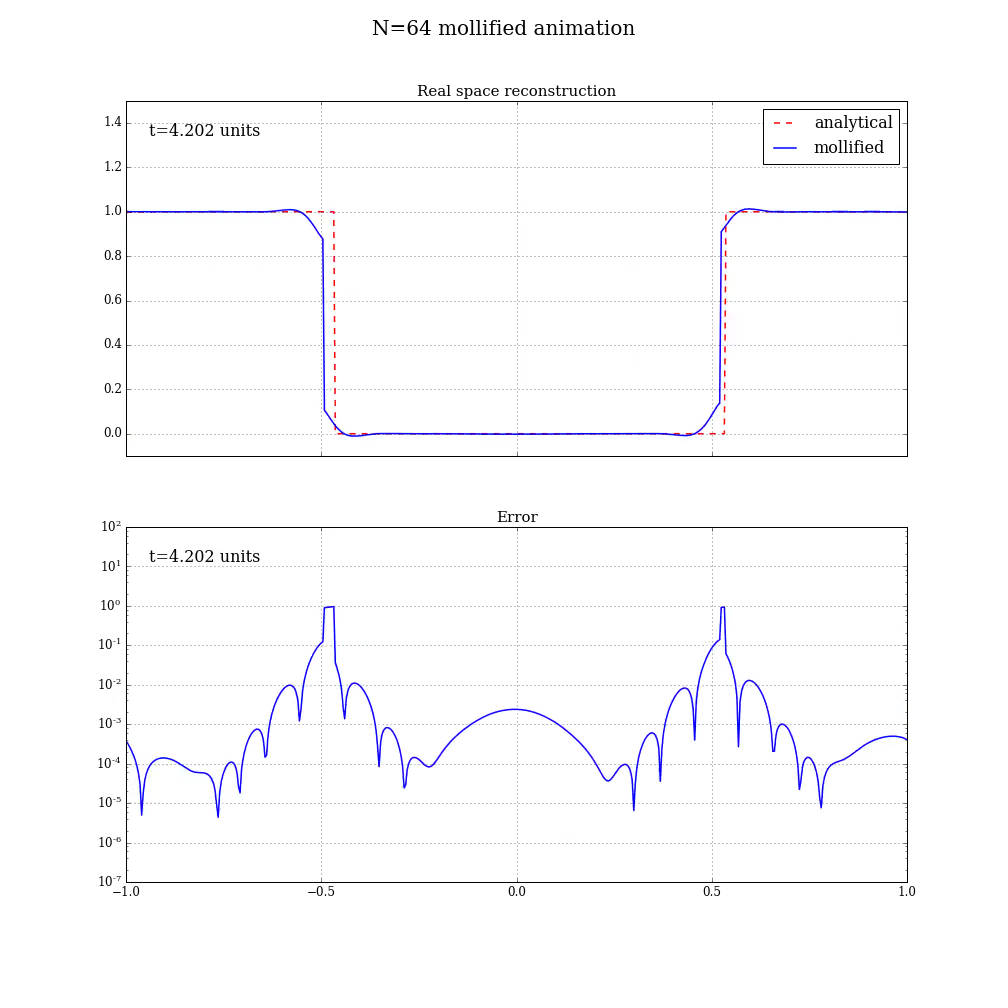 N=64 mollified animation
Real space reconstruction
t=4.202 units
analytical
mollified
1.4
1.2
1.0
0.8
0.6
0.4
0.2
0.0
Error
t=4.202 units
10²
10¹
10⁰
10⁻¹
10⁻²
10⁻³
10⁻⁴
10⁻⁵
10⁻⁶
10⁻⁷
−1.0 −0.5 0.0 0.5 1.0